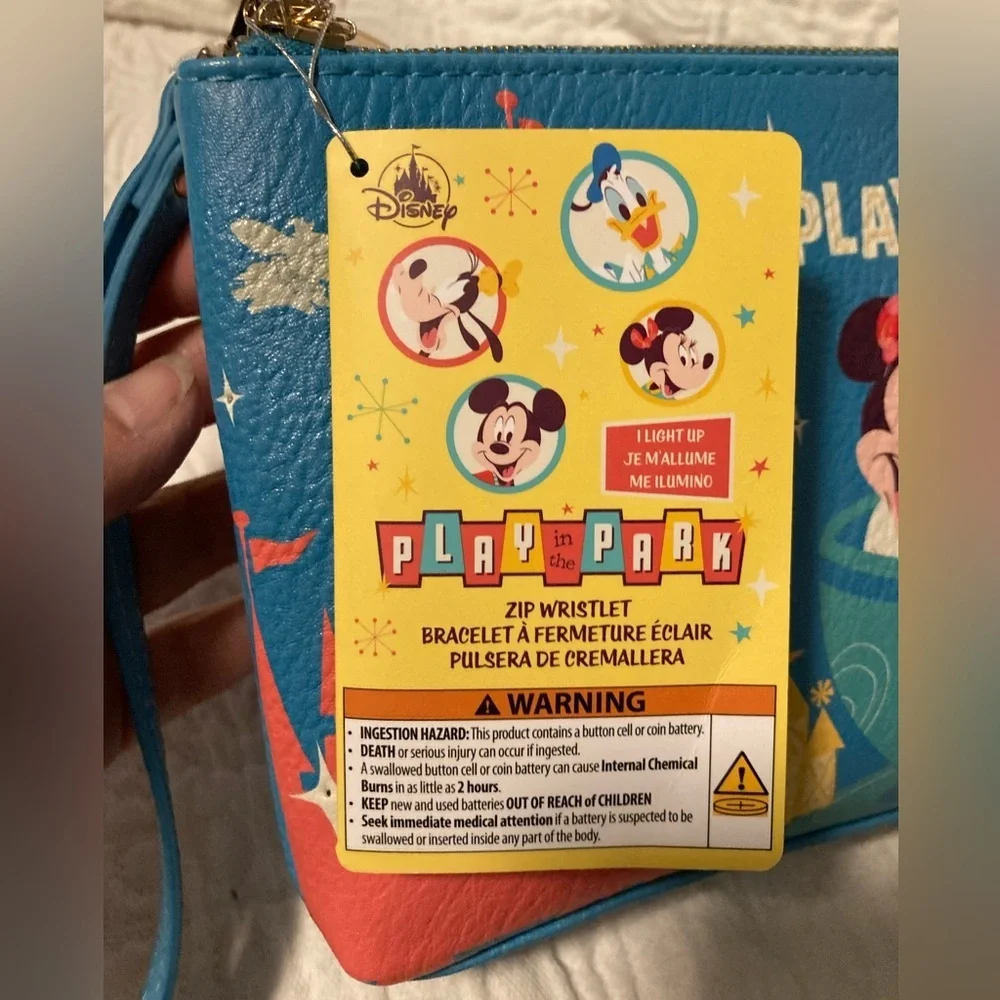 DISNEY
PLA
I LIGHT UP
JE M'ALLUME
ME ILUMINO
PLAY in the PARK
ZIP WRISTLET
BRACELET À FERMETURE ÉCLAIR
PULSERA DE CREMALLERA
WARNING
• INGESTION HAZARD: This product contains a button cell or coin battery.
• DEATH or serious injury can occur if ingested.
• A swallowed button cell or coin battery can cause Internal Chemical
Burns in as little as 2 hours.
• KEEP new and used batteries OUT OF REACH of CHILDREN
• Seek immediate medical attention if a battery is suspected to be
swallowed or inserted inside any part of the body.